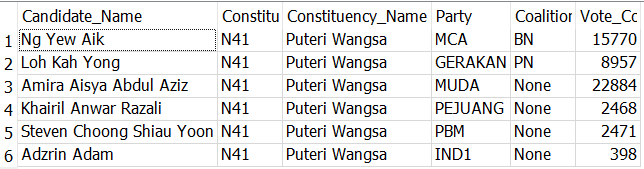 Candidate_Name Constitu Constituency_Name Party Coalition Vote_Cc
1 Ng Yew Aik N41 Puteri Wangsa MCA BN 15770
2 Loh Kah Yong N41 Puteri Wangsa GERAKAN PN 8957
3 Amira Aisya Abdul Aziz N41 Puteri Wangsa MUDA None 22884
4 Khairil Anwar Razali N41 Puteri Wangsa PEJUANG None 2468
5 Steven Choong Shiau Yoon N41 Puteri Wangsa PBM None 2471
6 Adzrin Adam N41 Puteri Wangsa IND1 None 398